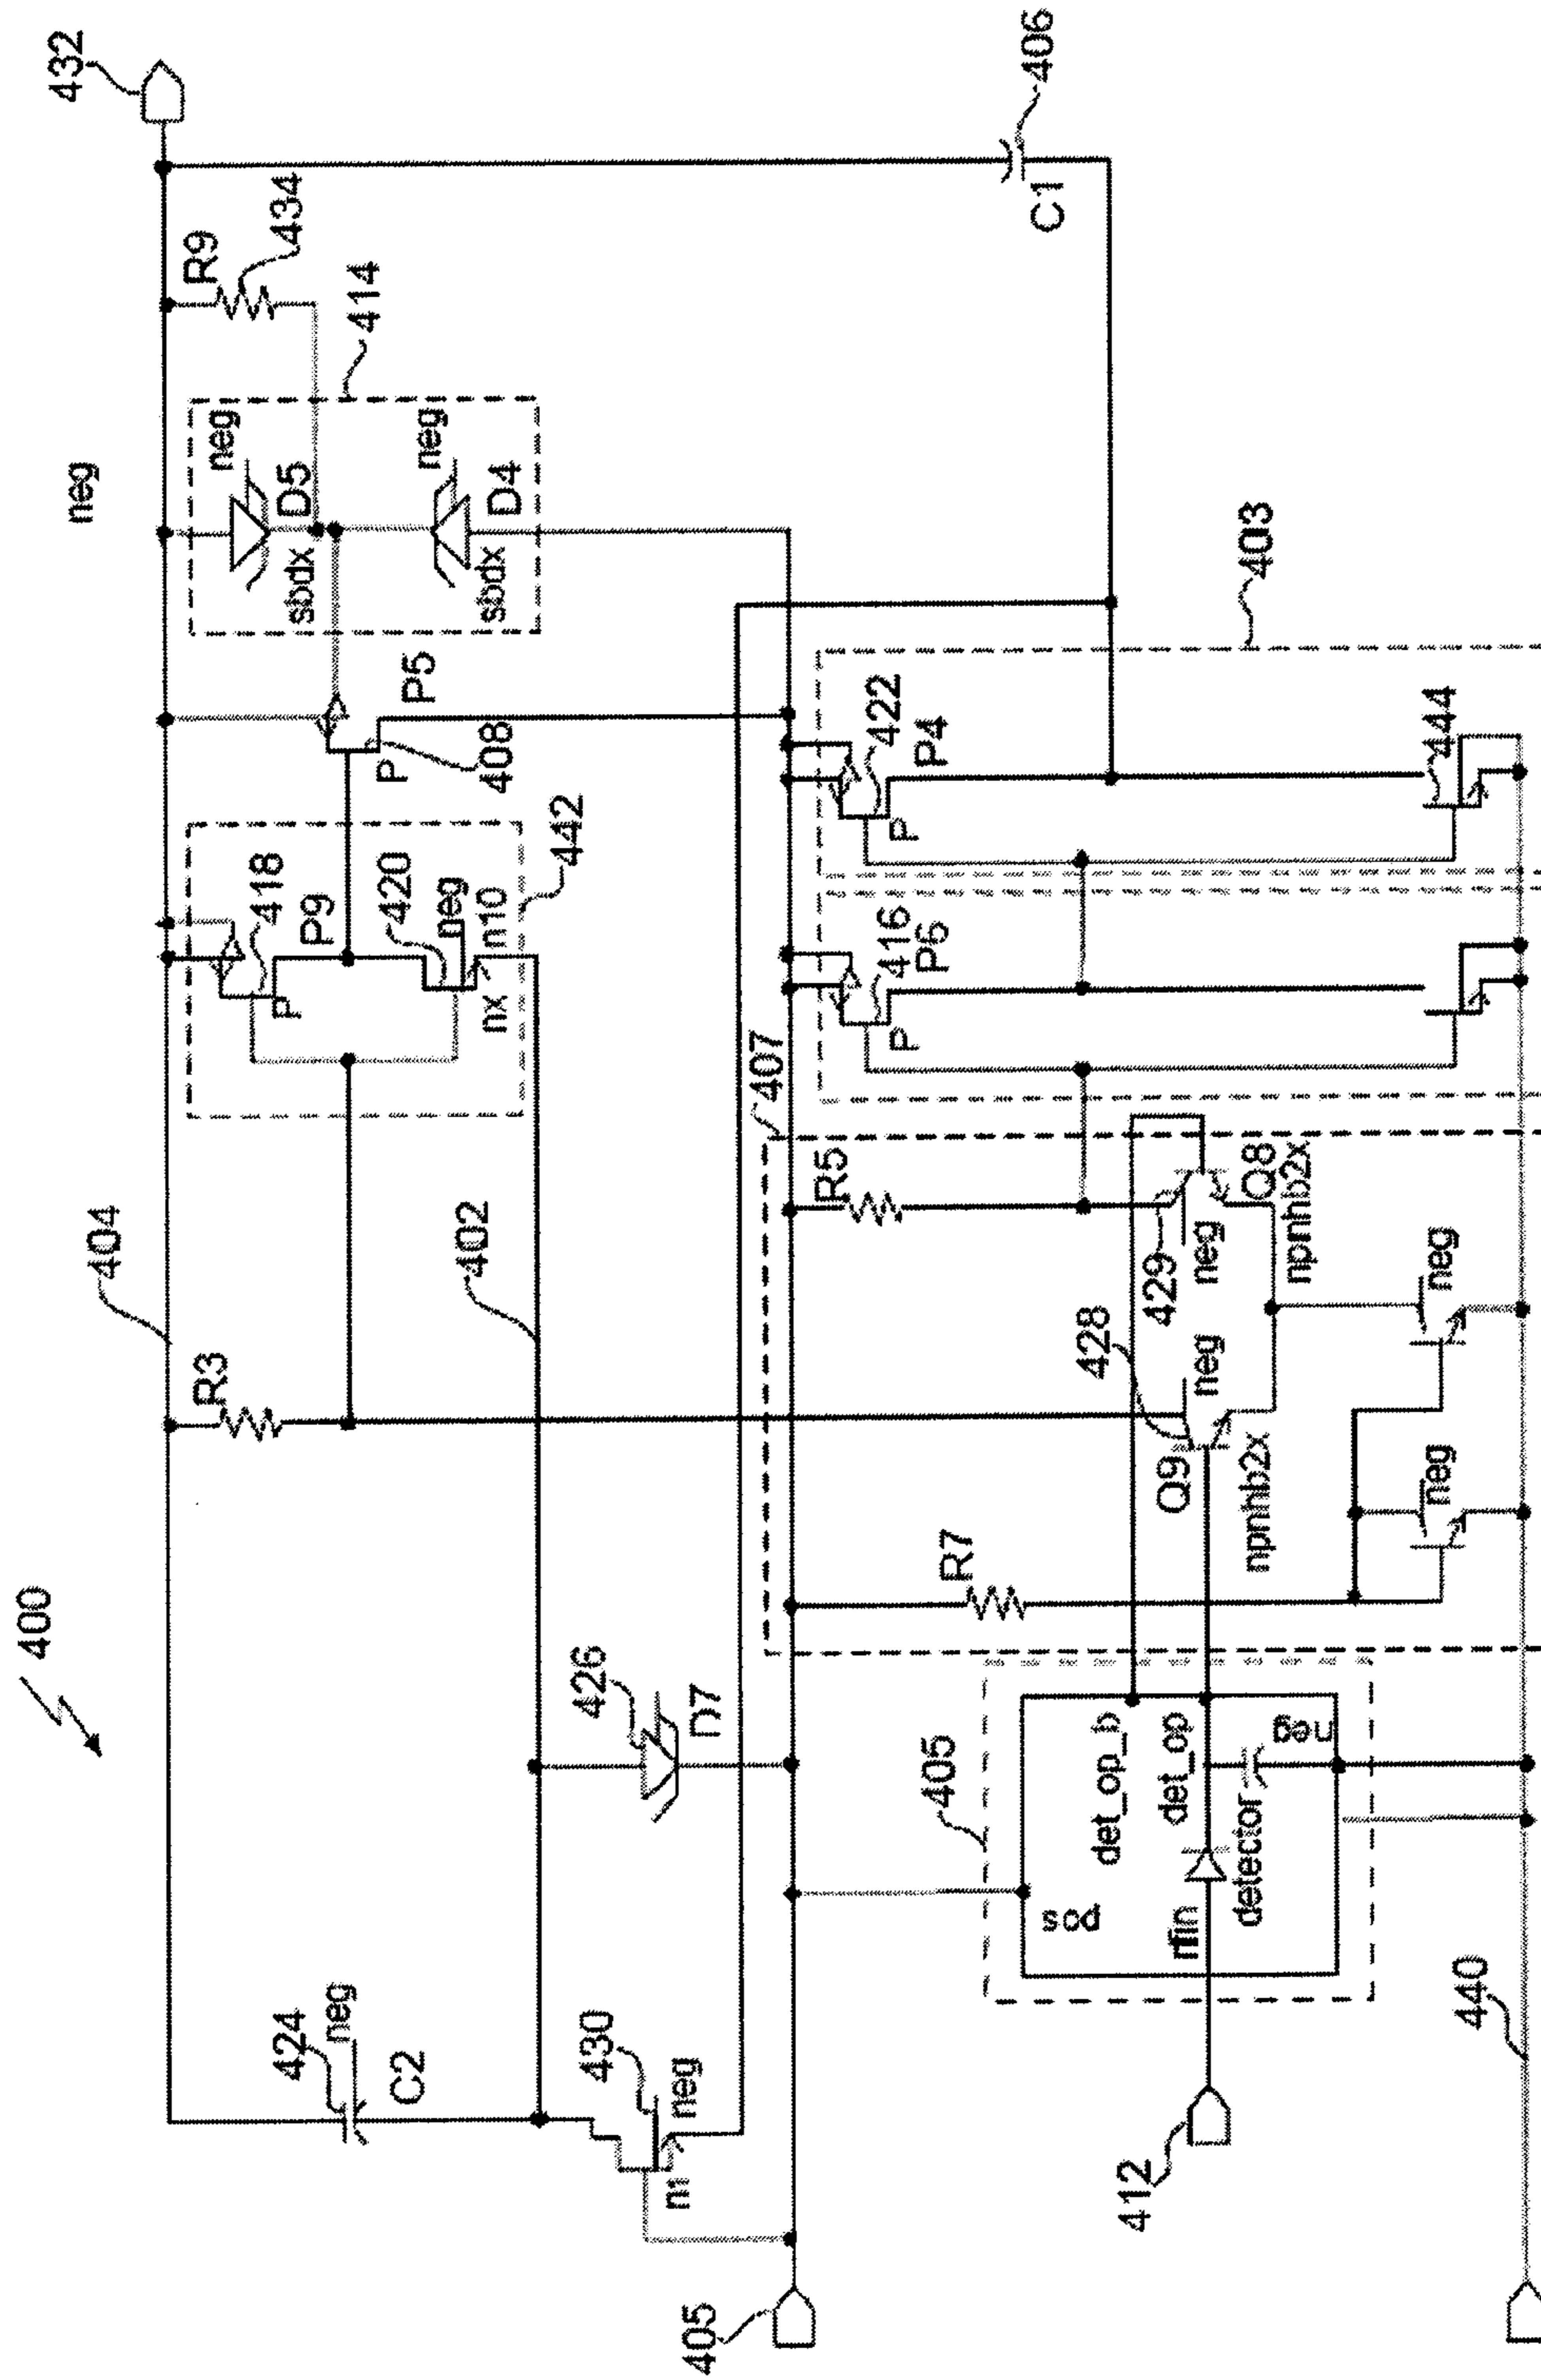 400
432
neg
404
R3
R9
neg
418
434
424
neg
P
P9
sbdx
D5
414
C2
P
420
P5
neg
402
neg
nx
n10
408
sbdx
D4
442
426
430
n1
neg
D7
405
407
R5
P
416
P6
P
422
P4
405
R7
pos
412
rfin
det_op_b
det_op
detector
neg
428
Q9
neg
npnhb2x
429
neg
Q8
npnhb2x
C1
406
403
440
neg
neg
444